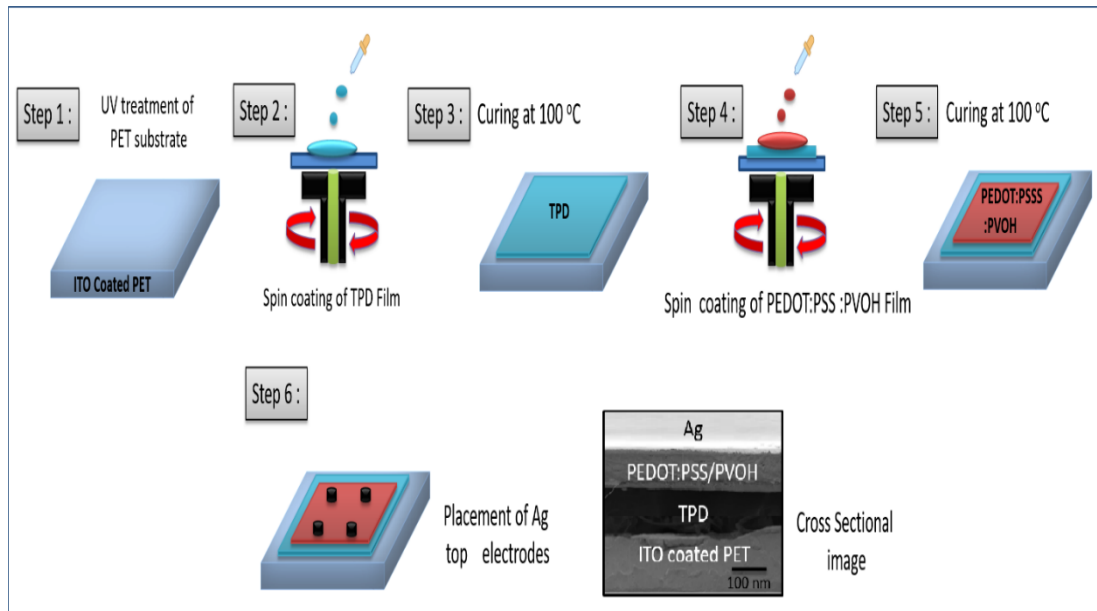 Step 1 :
UV treatment of
PET substrate
ITO Coated PET
Step 2 :
Spin coating of TPD Film
Step 3 :
Curing at 100 ºC
TPD
Step 4 :
Spin coating of PEDOT:PSS :PVOH Film
Step 5 :
Curing at 100 ºC
PEDOT:PSSS
:PVOH
Step 6 :
Placement of Ag
top electrodes
Ag
PEDOT:PSS/PVOH
TPD
ITO coated PET
100 nm
Cross Sectional
image